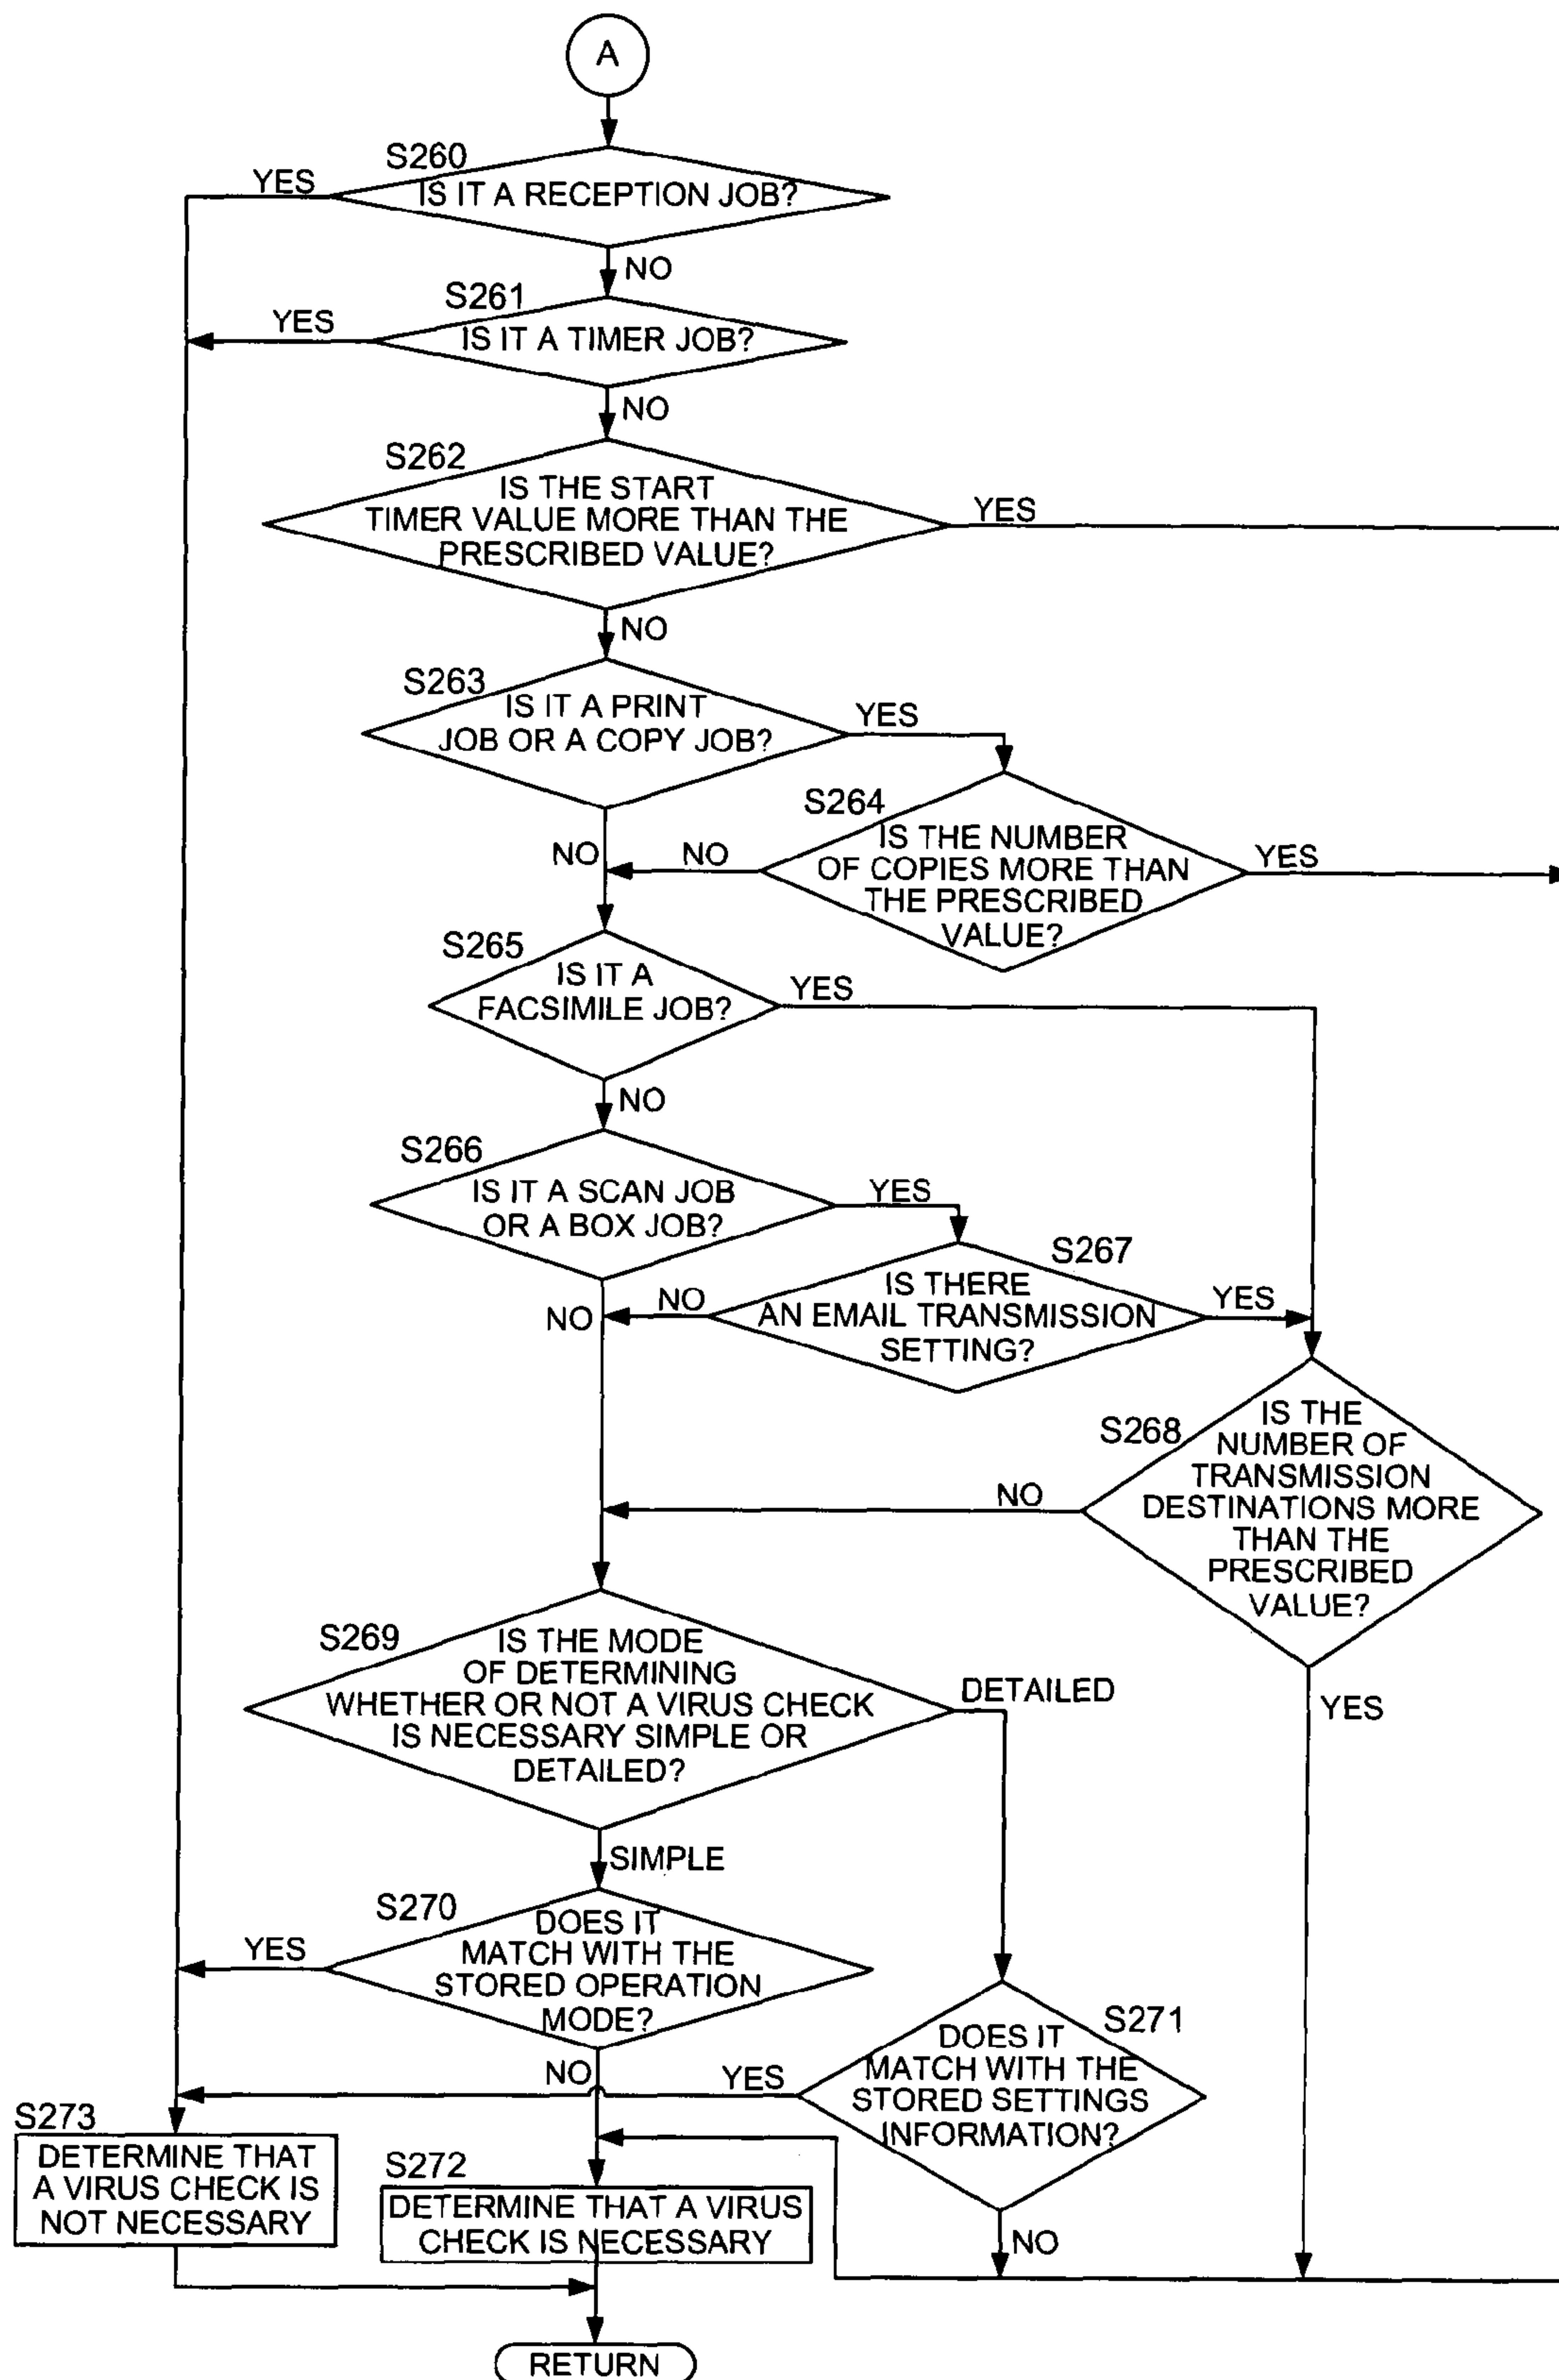 A
S260
YES
IS IT A RECEPTION JOB?
NO
S261
YES
IS IT A TIMER JOB?
NO
S262
IS THE START
TIMER VALUE MORE THAN THE
PRESCRIBED VALUE?
YES
NO
S263
IS IT A PRINT
JOB OR A COPY JOB?
YES
S264
IS THE NUMBER
OF COPIES MORE THAN
THE PRESCRIBED
VALUE?
NO
NO
YES
S265
IS IT A
FACSIMILE JOB?
YES
NO
S266
IS IT A SCAN JOB
OR A BOX JOB?
YES
S267
IS THERE
AN EMAIL TRANSMISSION
SETTING?
NO
NO
YES
S268
IS THE
NUMBER OF
TRANSMISSION
DESTINATIONS MORE
THAN THE
PRESCRIBED
VALUE?
NO
YES
S269
IS THE MODE
OF DETERMINING
WHETHER OR NOT A VIRUS CHECK
IS NECESSARY SIMPLE OR
DETAILED?
DETAILED
SIMPLE
S270
DOES IT
MATCH WITH THE
STORED OPERATION
MODE?
YES
NO
S271
DOES IT
MATCH WITH THE
STORED SETTINGS
INFORMATION?
YES
NO
S273
DETERMINE THAT
A VIRUS CHECK IS
NOT NECESSARY
S272
DETERMINE THAT A VIRUS
CHECK IS NECESSARY
RETURN